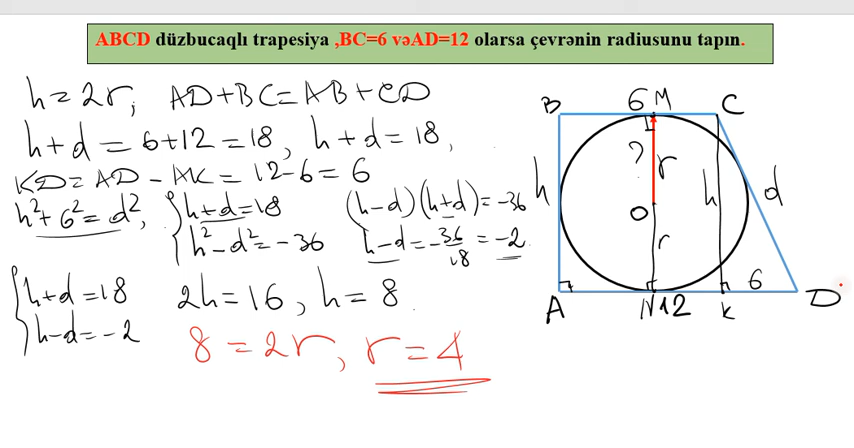 ABCD düzbucaqlı trapesiya ,BC=6 vəAD=12 olarsa çevrənin radiusunu tapın.
h=2r, AD+BC=AB+CD
h+d=6+12=18, h+d=18,
KD=AD-AK=12-6=6
h²+6²=d², h+d=18 (h-d)(h+d)=-36
h²-d²=-36 h-d=-36/18=-2
h+d=18 2h=16, h=8
h-d=-2
8=2r, r=4
B 6 M C
? r
h h d
O
r
6
A N 12 K D